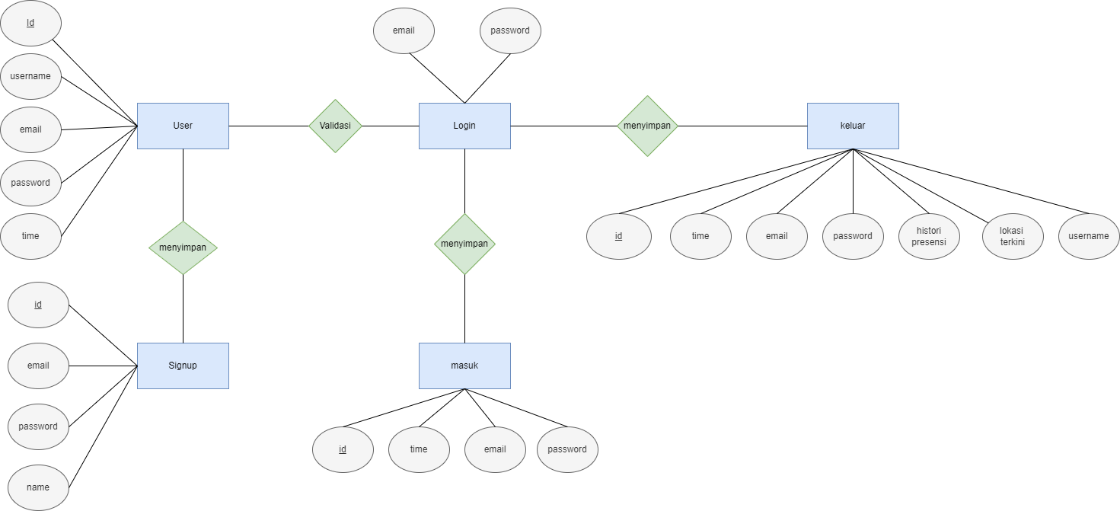 Id
username
email
password
time
User
Validasi
email
password
Login
menyimpan
keluar
id
time
email
password
histori
presensi
lokasi
terkini
username
menyimpan
menyimpan
id
email
password
name
Signup
masuk
id
time
email
password